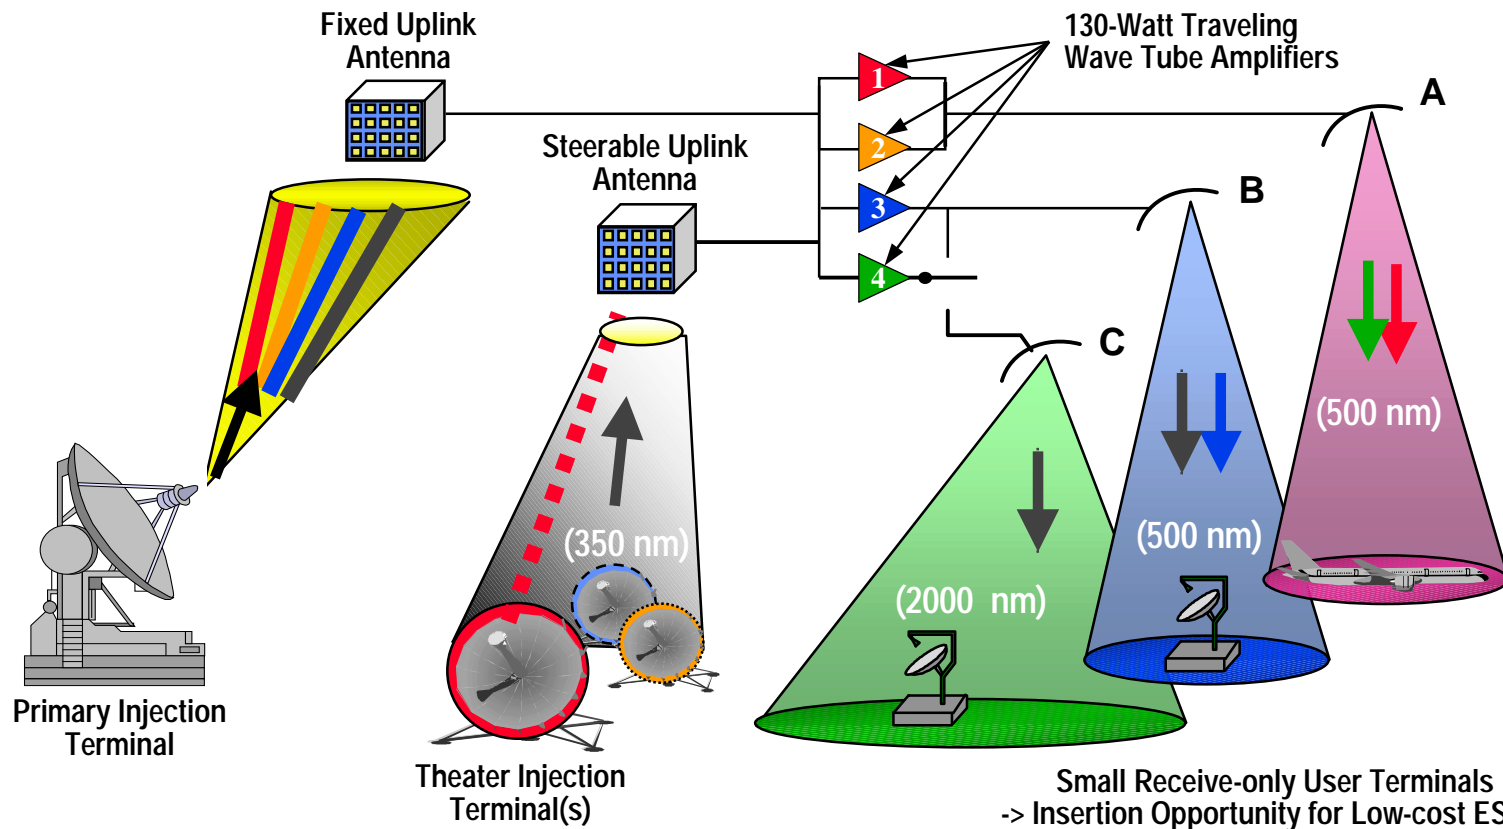 Fixed Uplink
Antenna
130-Watt Traveling
Wave Tube Amplifiers
A
1
Steerable Uplink
Antenna
2
3
B
4
C
(500 nm)
(350 nm)
(500 nm)
(2000 nm)
Primary Injection
Terminal
Theater Injection
Terminal(s)
Small Receive-only User Terminals
-> Insertion Opportunity for Low-cost